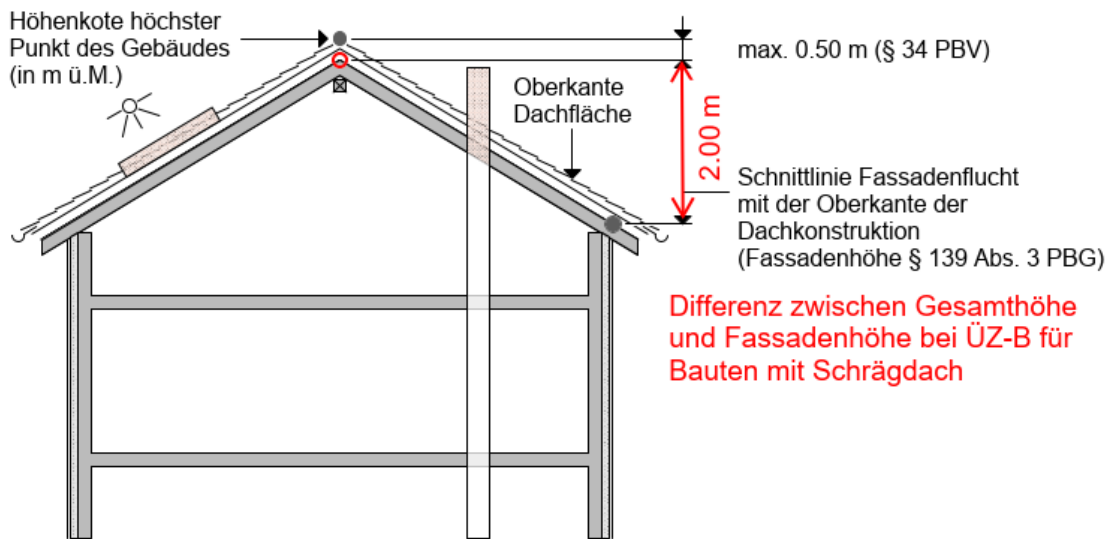 Höhenkote höchster
Punkt des Gebäudes
(in m ü.M.)
Oberkante
Dachfläche
max. 0.50 m (§ 34 PBV)
2.00 m
Schnittlinie Fassadenflucht
mit der Oberkante der
Dachkonstruktion
(Fassadenhöhe § 139 Abs. 3 PBG)
Differenz zwischen Gesamthöhe
und Fassadenhöhe bei ÜZ-B für
Bauten mit Schrägdach